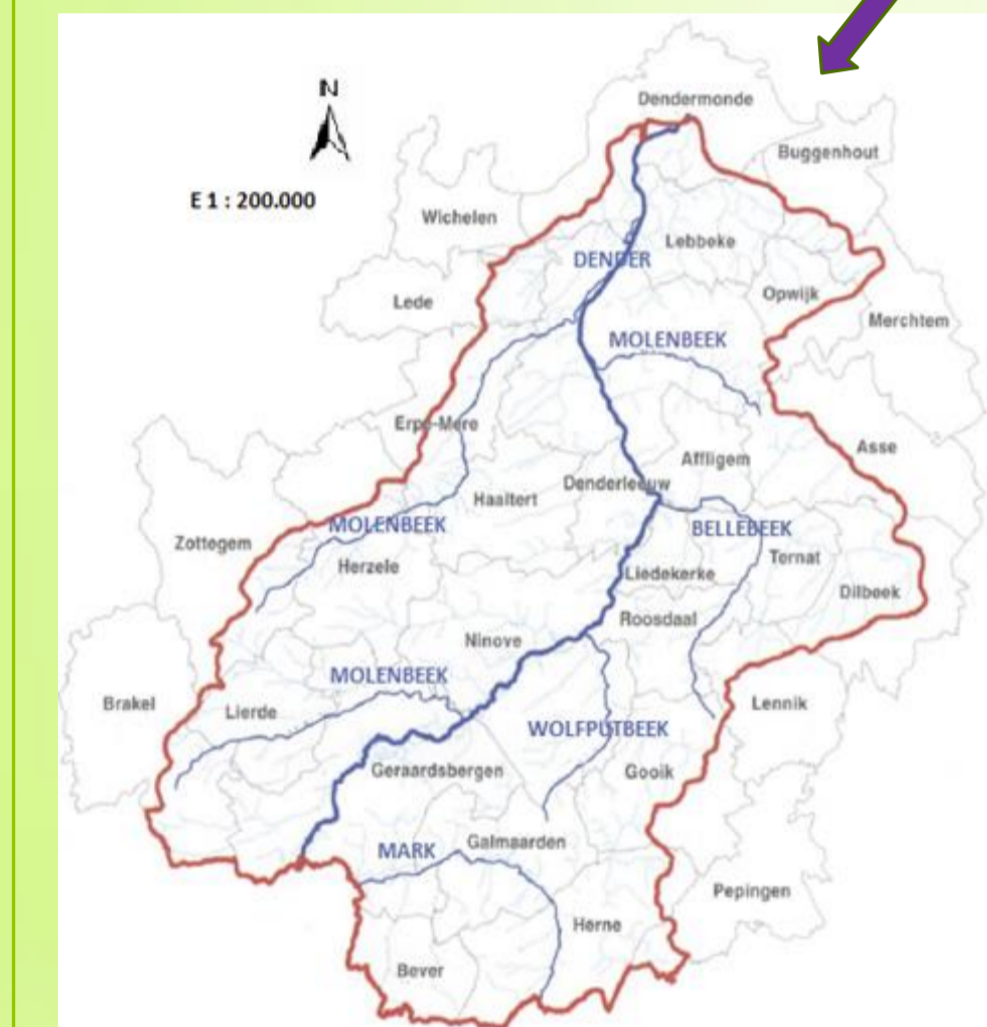 N
E 1 : 200.000
Dendermonde
Buggenhout
Wichelen
Lebbeke
DENDER
Lede
Opwijk
Merchtem
MOLENBEEK
Erpe-Mere
Asse
Affligem
Denderleeuw
Haaltert
MOLENBEEK
BELLEBEEK
Zottegem
Ternat
Herzele
Liedekerke
Dilbeek
Roosdaal
Ninove
MOLENBEEK
Brakel
Lennik
Lierde
WOLFPUTBEEK
Geraardsbergen
Gooik
MARK
Galmaarden
Pepingen
Herne
Bever